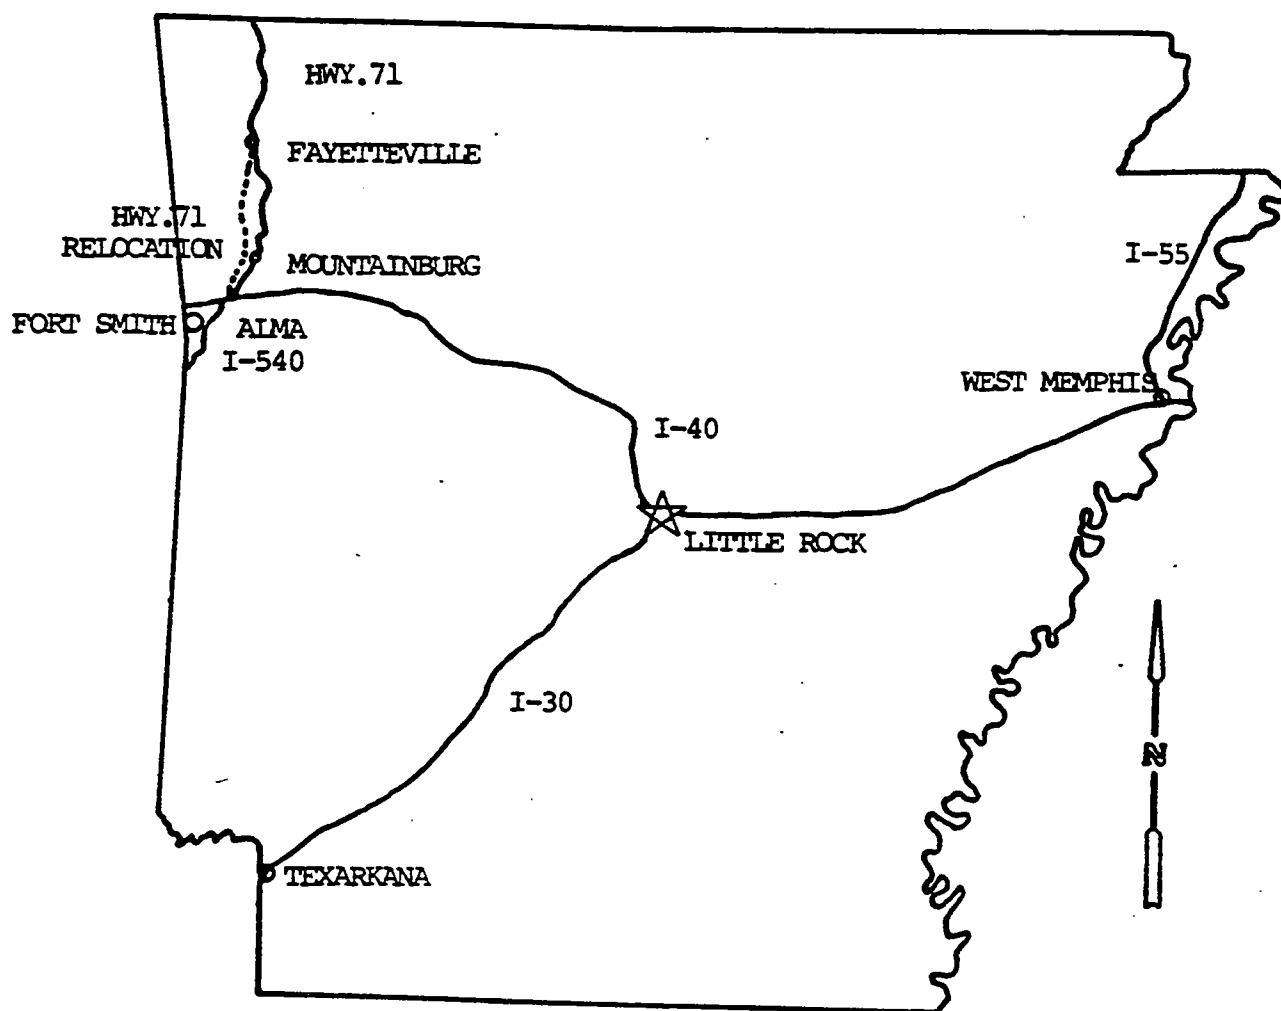 HWY.71
FAYETTEVILLE
HWY.71
RELOCATION
MOUNTAINBURG
FORT SMITH
ALMA
I-540
I-55
WEST MEMPHIS
I-40
LITTLE ROCK
I-30
N
TEXARKANA